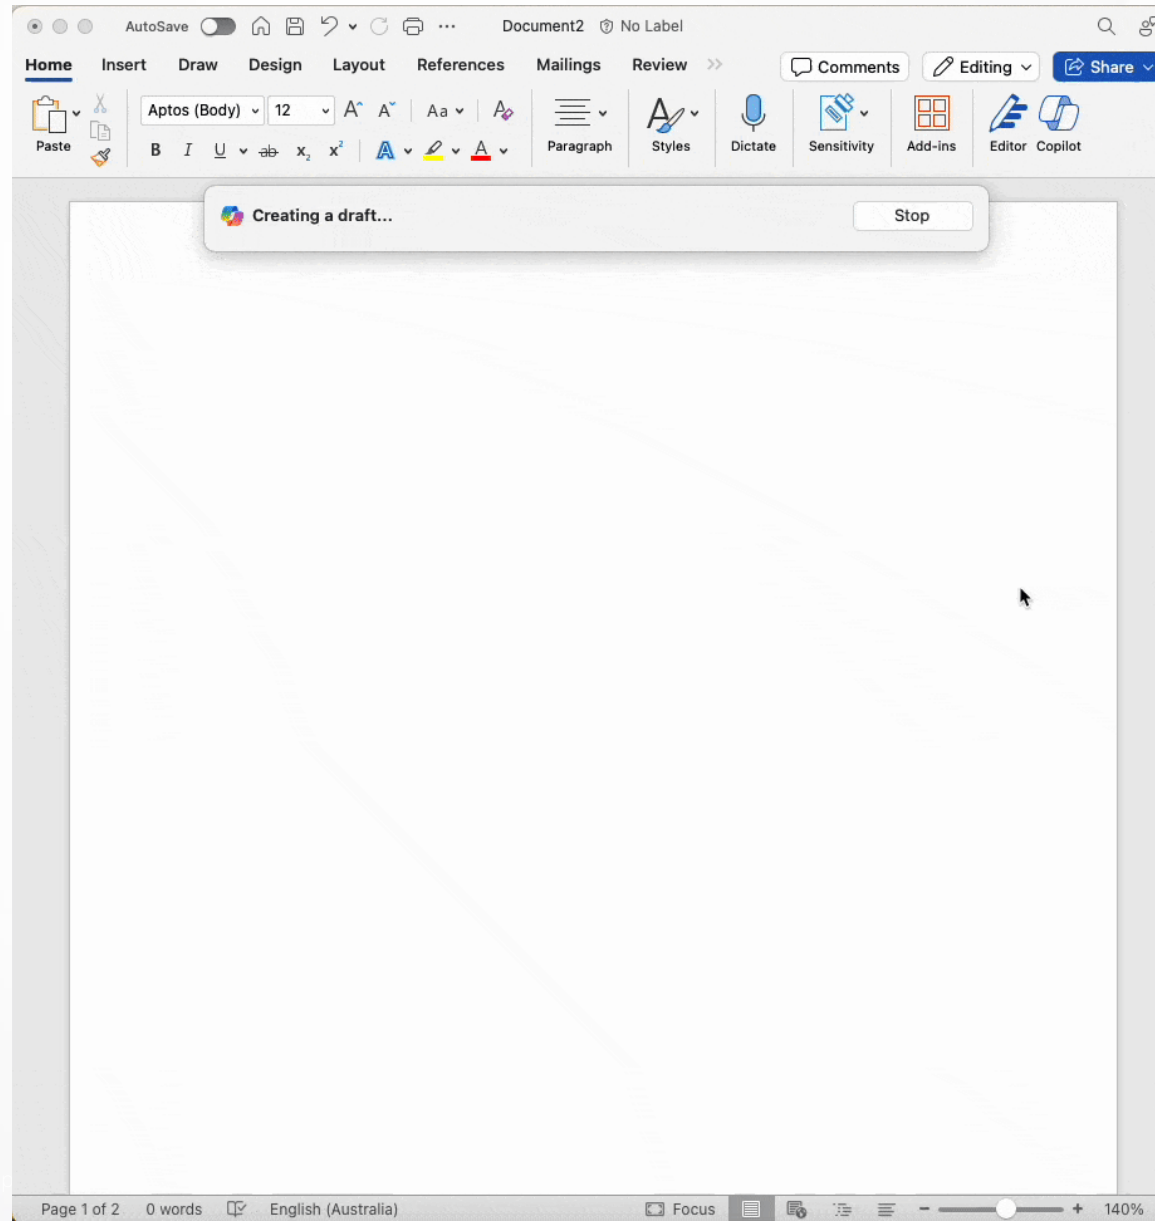 AutoSave Document2 No Label
Home Insert Draw Design Layout References Mailings Review Comments Editing Share
Aptos (Body) 12 A A Aa A
Paste B I U ab x₂ x² A A Paragraph Styles Dictate Sensitivity Add-ins Editor Copilot
Creating a draft... Stop
Page 1 of 2 0 words English (Australia) Focus 140%